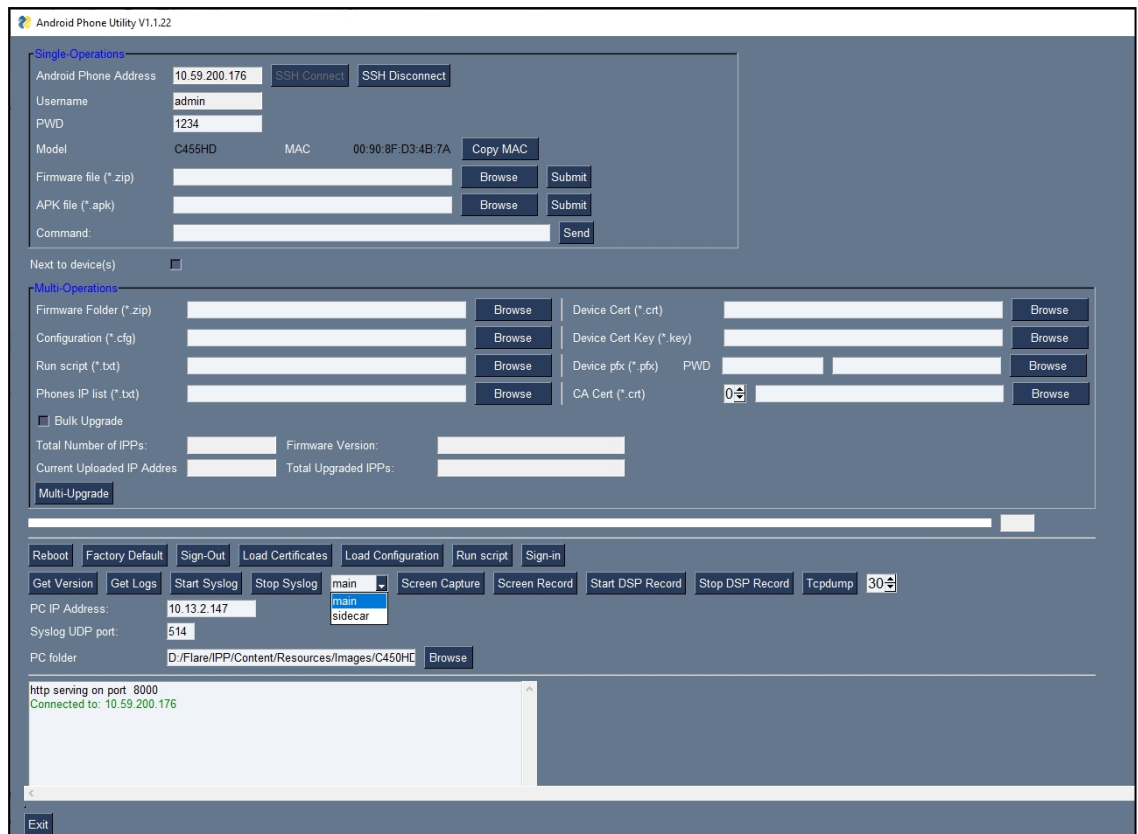 Android Phone Utility V1.1.22
Single-Operations
Android Phone Address 10.59.200.176 SSH Connect SSH Disconnect
Username admin
PWD 1234
Model C455HD MAC 00:90:8F:D3:4B:7A Copy MAC
Firmware file (*.zip) Browse Submit
APK file (*.apk) Browse Submit
Command: Send
Next to device(s)
Multi-Operations
Firmware Folder (*.zip) Browse Device Cert (*.crt) Browse
Configuration (*.cfg) Browse Device Cert Key (*.key) Browse
Run script (*.txt) Browse Device pfx (*.pfx) PWD Browse
Phones IP list (*.txt) Browse CA Cert (*.crt) 0 Browse
Bulk Upgrade
Total Number of IPPs: Firmware Version:
Current Uploaded IP Addres Total Upgraded IPPs:
Multi-Upgrade
Reboot Factory Default Sign-Out Load Certificates Load Configuration Run script Sign-in
Get Version Get Logs Start Syslog Stop Syslog main Screen Capture Screen Record Start DSP Record Stop DSP Record Tcpdump 30
main
sidecar
PC IP Address: 10.13.2.147
Syslog UDP port: 514
PC folder D:/Flare/IPP/Content/Resources/Images/C450HD Browse
http serving on port 8000
Connected to: 10.59.200.176
Exit